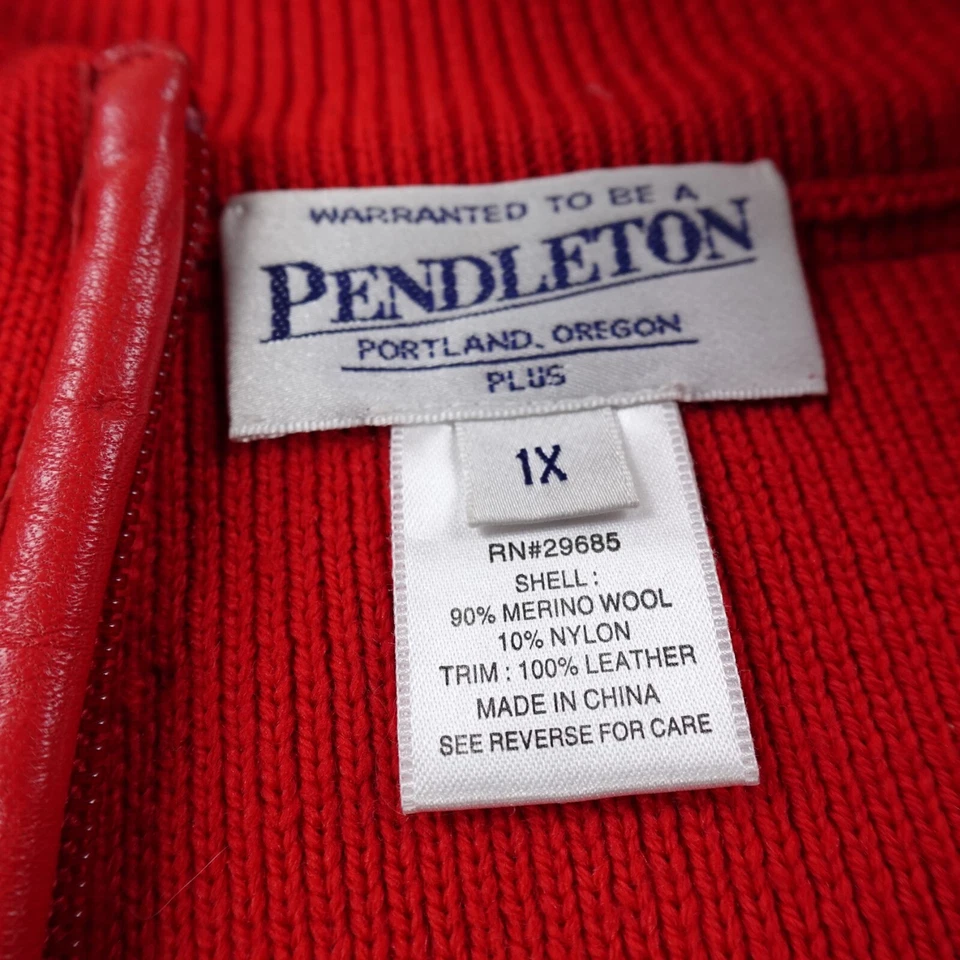 WARRANTED TO BE A
PENDLETON
PORTLAND, OREGON
PLUS
1X
RN#29685
SHELL :
90% MERINO WOOL
10% NYLON
TRIM : 100% LEATHER
MADE IN CHINA
SEE REVERSE FOR CARE